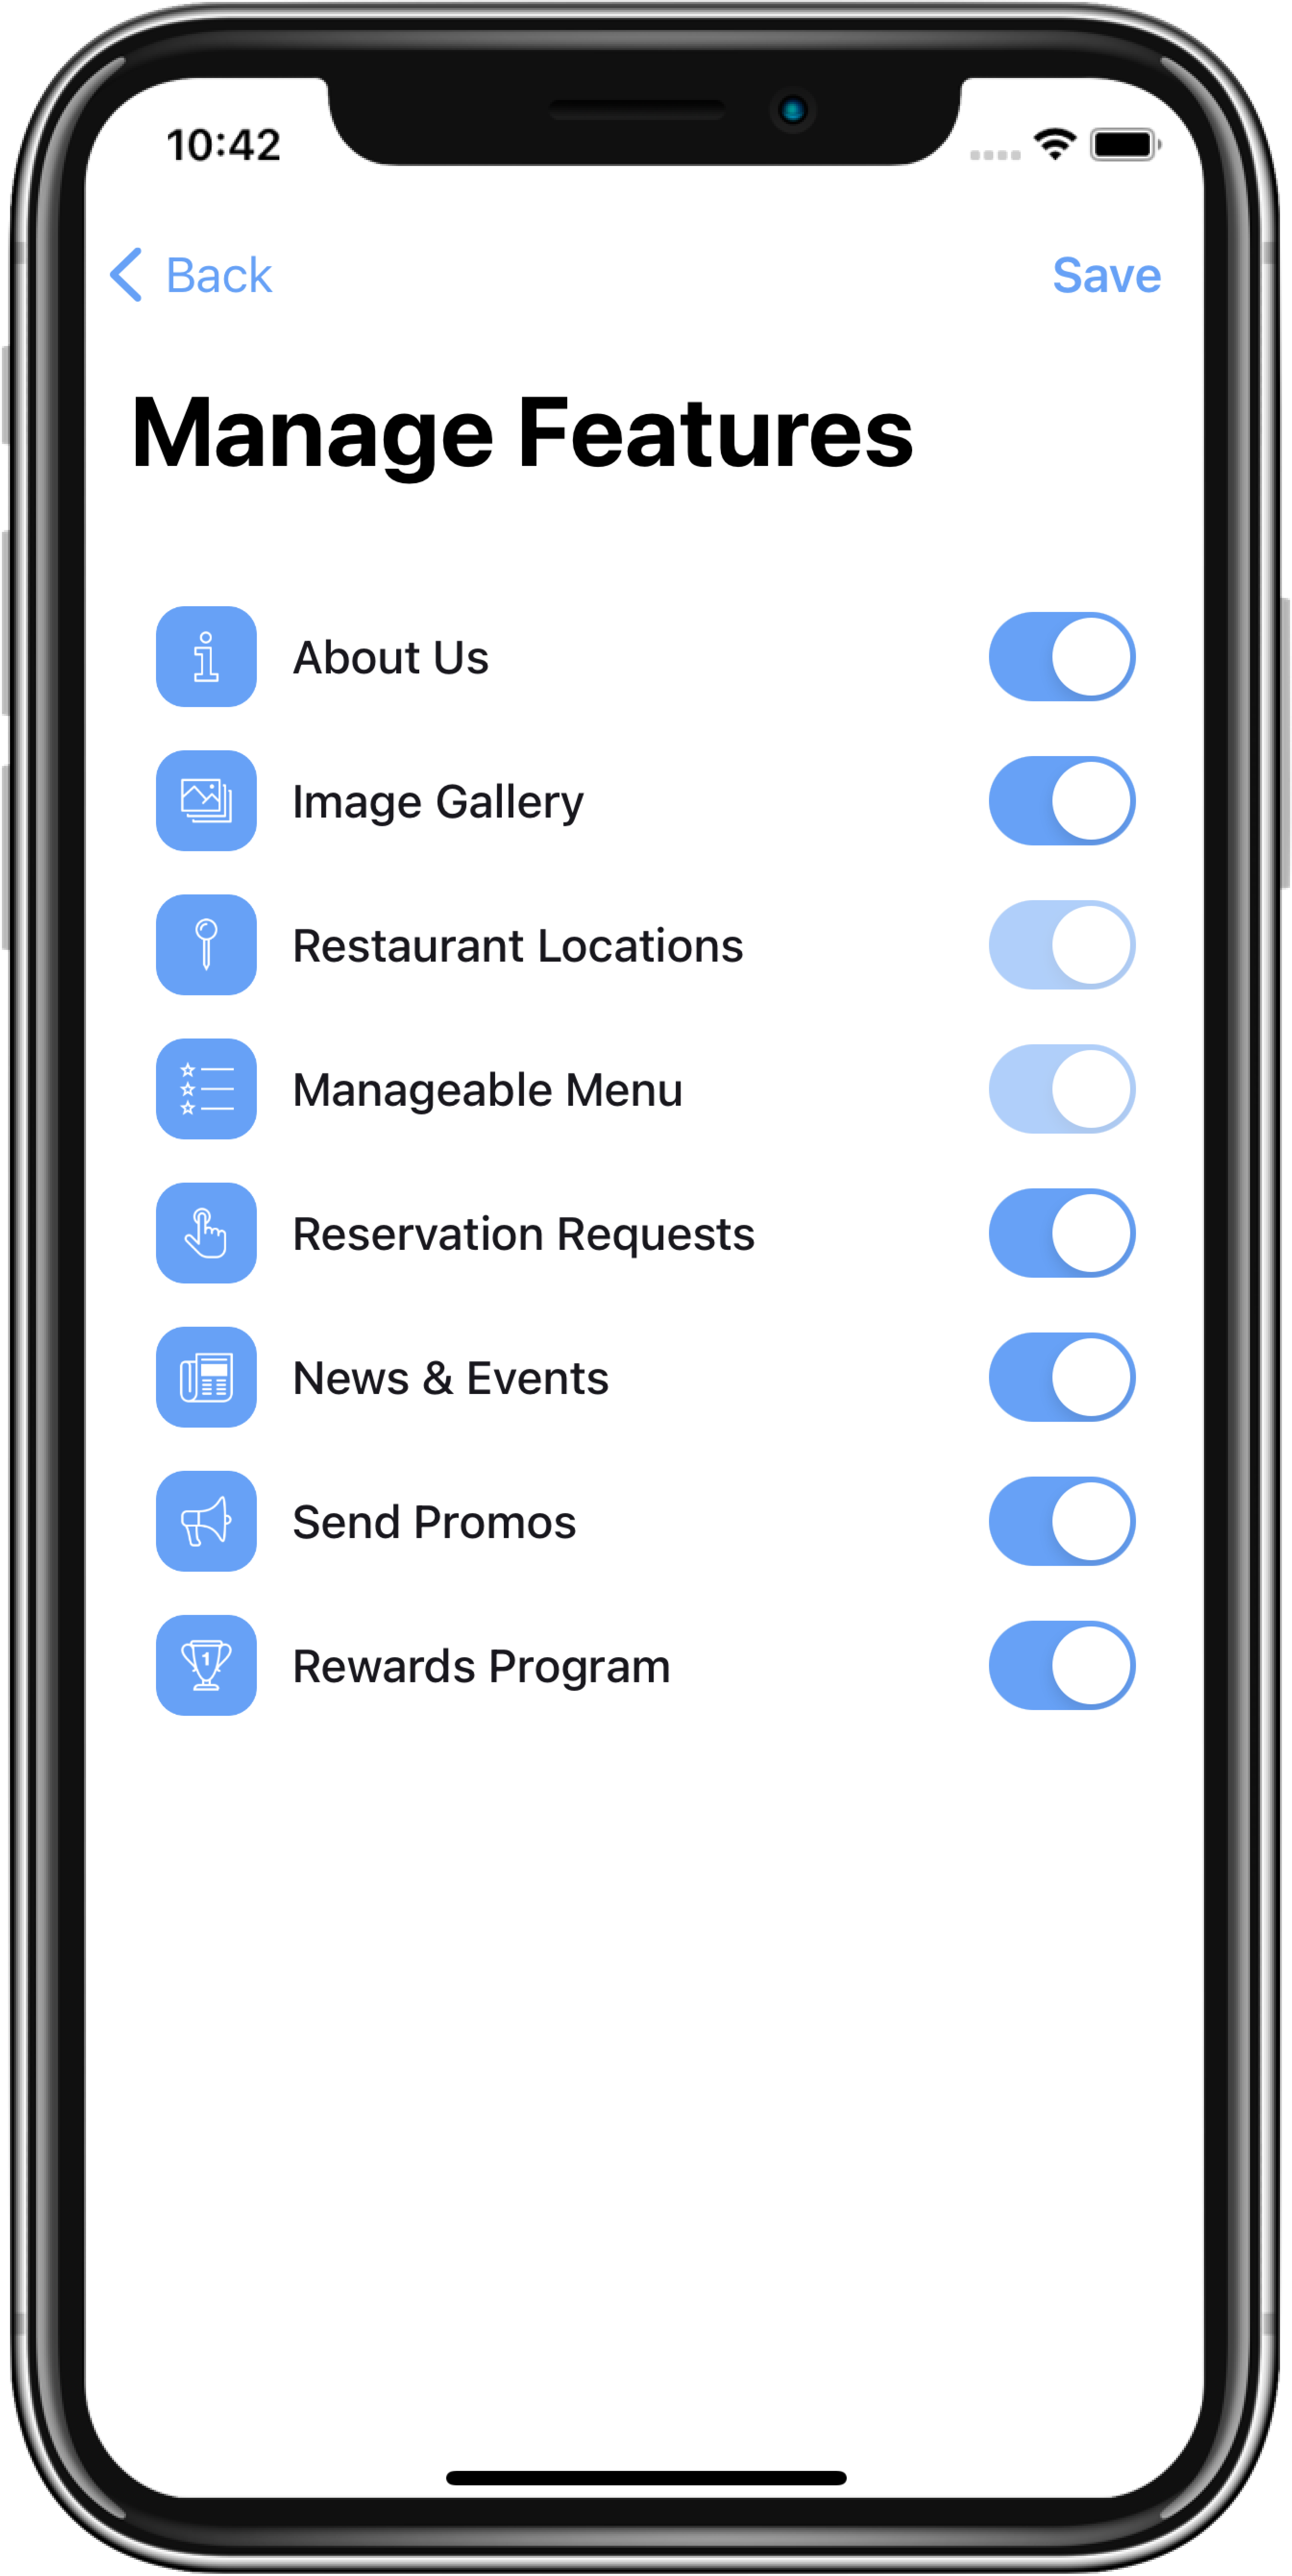 10:42
Back
Save
Manage Features
About Us
Image Gallery
Restaurant Locations
Manageable Menu
Reservation Requests
News & Events
Send Promos
1
Rewards Program